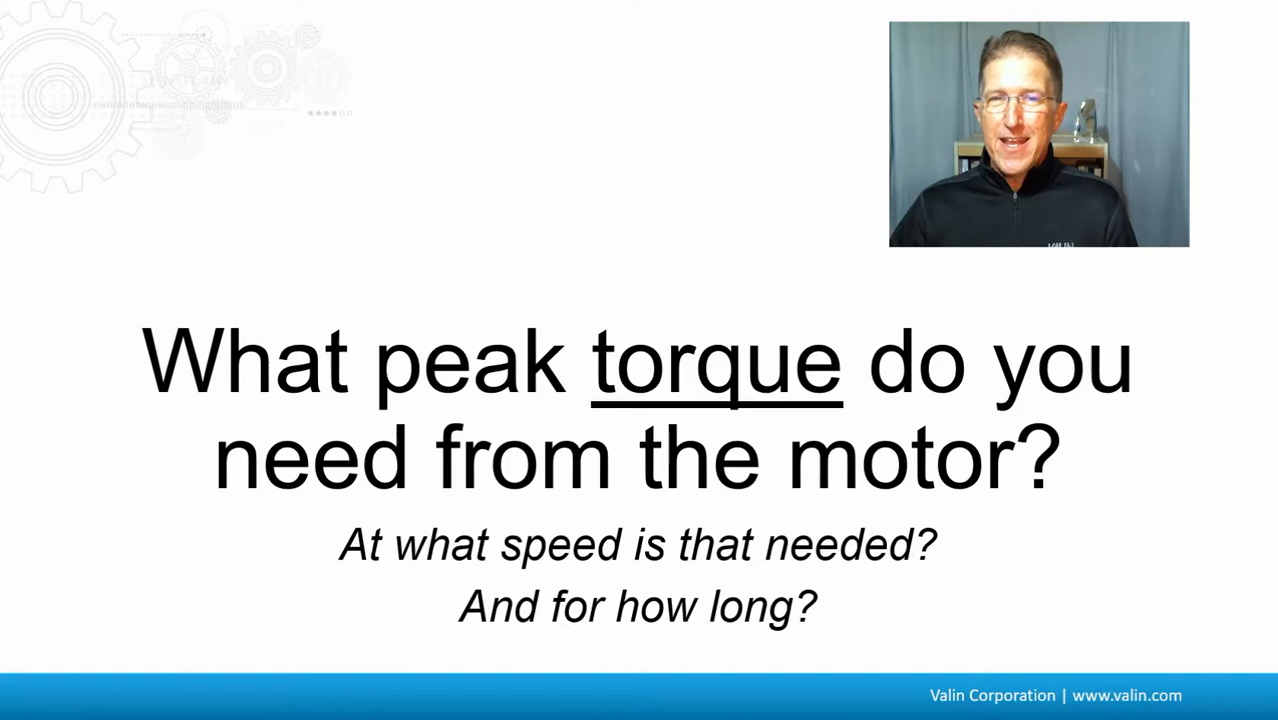 What peak torque do you
need from the motor?
At what speed is that needed?
And for how long?
Valin Corporation | www.valin.com